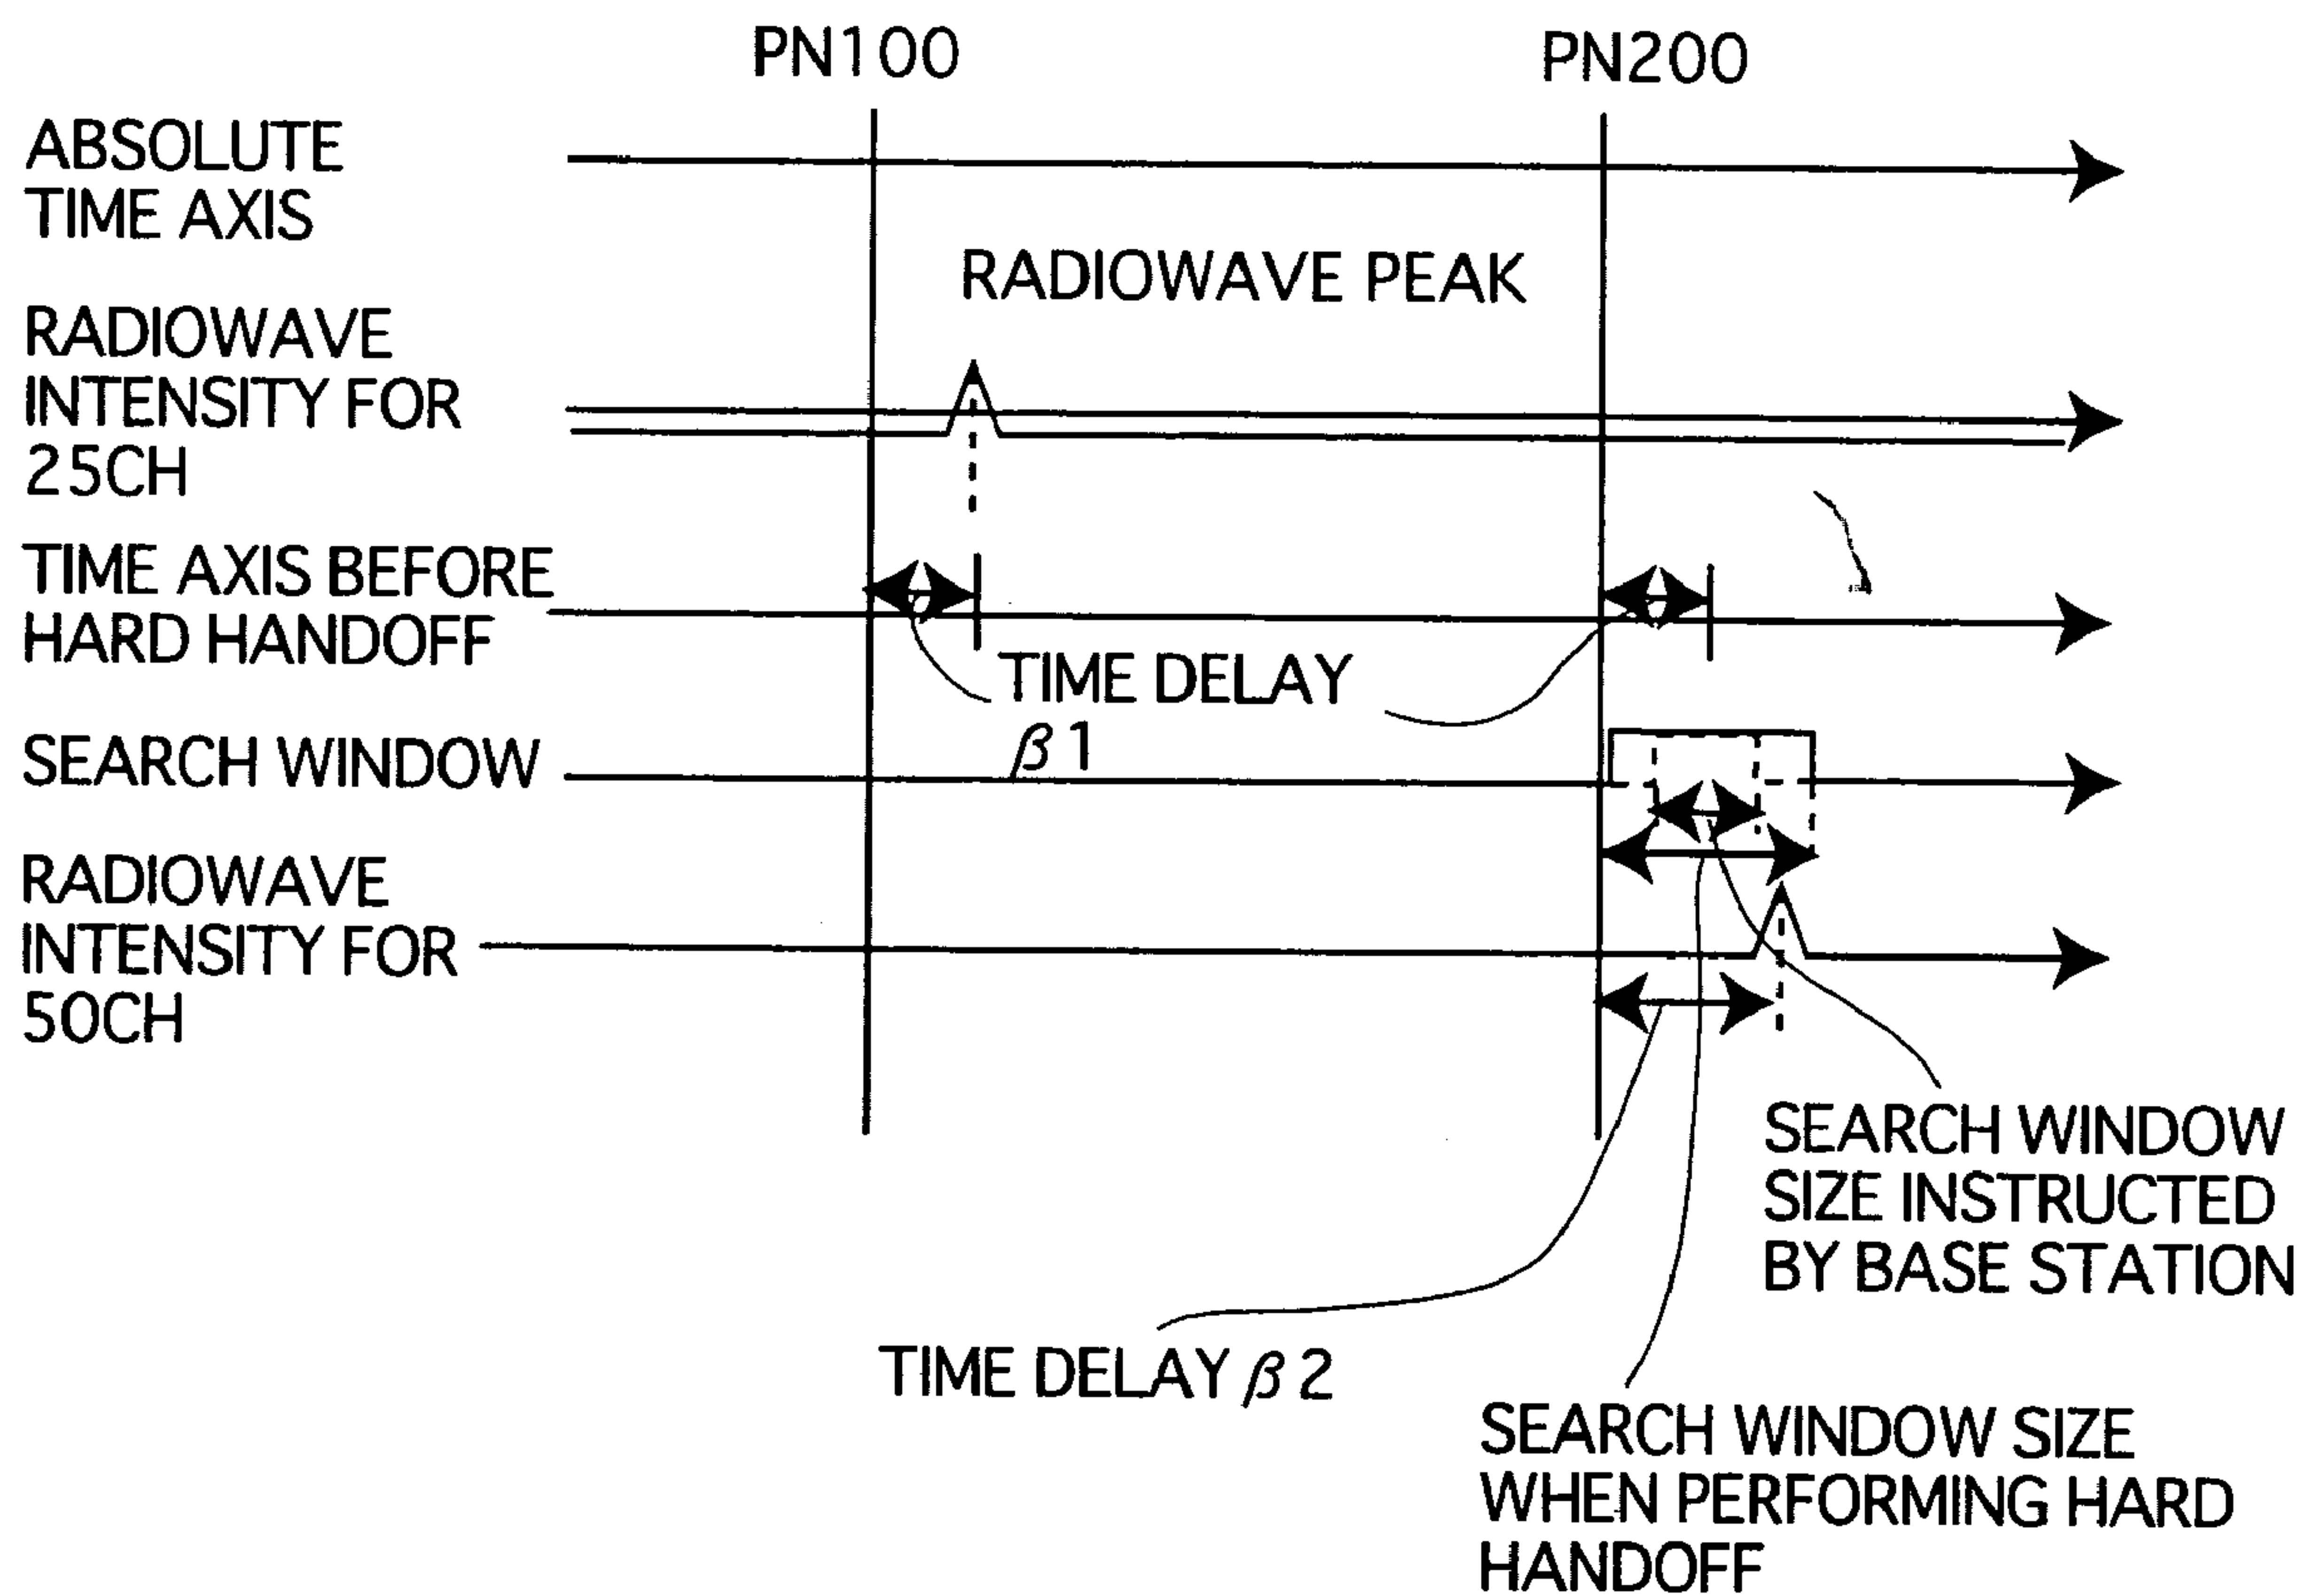 PN100
PN200
ABSOLUTE
TIME AXIS
RADIOWAVE PEAK
RADIOWAVE
INTENSITY FOR
25CH
TIME AXIS BEFORE
HARD HANDOFF
TIME DELAY
β1
SEARCH WINDOW
RADIOWAVE
INTENSITY FOR
50CH
SEARCH WINDOW
SIZE INSTRUCTED
BY BASE STATION
TIME DELAY β2
SEARCH WINDOW SIZE
WHEN PERFORMING HARD
HANDOFF